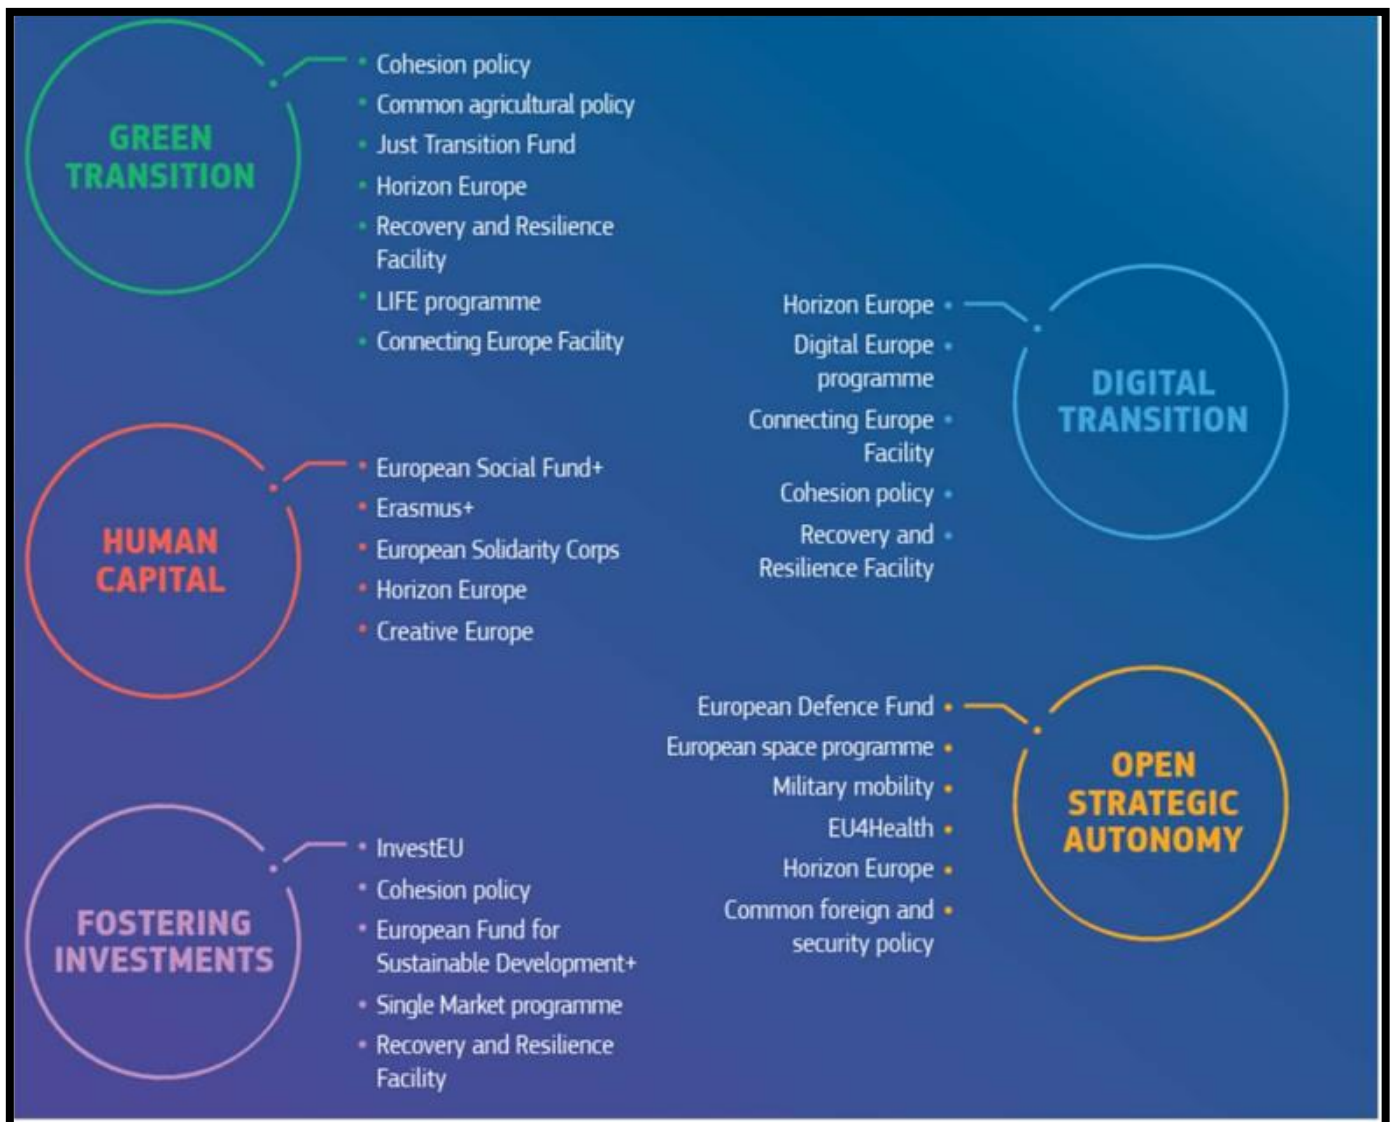 GREEN
TRANSITION
Cohesion policy
Common agricultural policy
Just Transition Fund
Horizon Europe
Recovery and Resilience
Facility
LIFE programme
Connecting Europe Facility
Horizon Europe
Digital Europe
programme
Connecting Europe
Facility
Cohesion policy
Recovery and
Resilience Facility
DIGITAL
TRANSITION
HUMAN
CAPITAL
European Social Fund+
Erasmus+
European Solidarity Corps
Horizon Europe
Creative Europe
European Defence Fund
European space programme
Military mobility
EU4Health
Horizon Europe
Common foreign and
security policy
OPEN
STRATEGIC
AUTONOMY
FOSTERING
INVESTMENTS
InvestEU
Cohesion policy
European Fund for
Sustainable Development+
Single Market programme
Recovery and Resilience
Facility